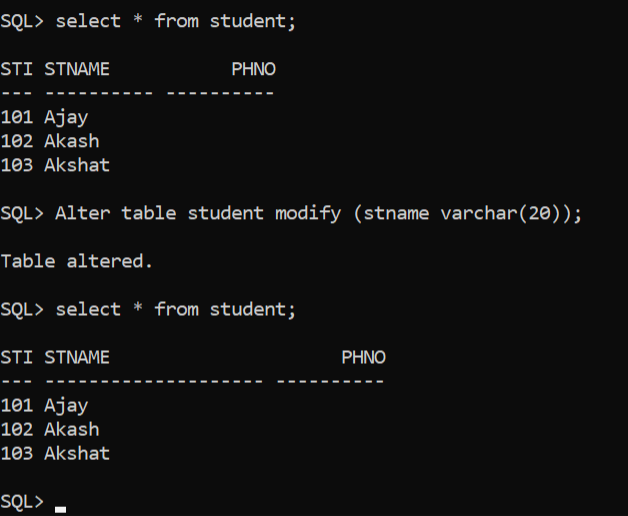 SQL> select * from student;
STI STNAME           PHNO
--- ---------- ----------
101 Ajay
102 Akash
103 Akshat
SQL> Alter table student modify (stname varchar(20));
Table altered.
SQL> select * from student;
STI STNAME                     PHNO
--- -------------------- ----------
101 Ajay
102 Akash
103 Akshat
SQL>